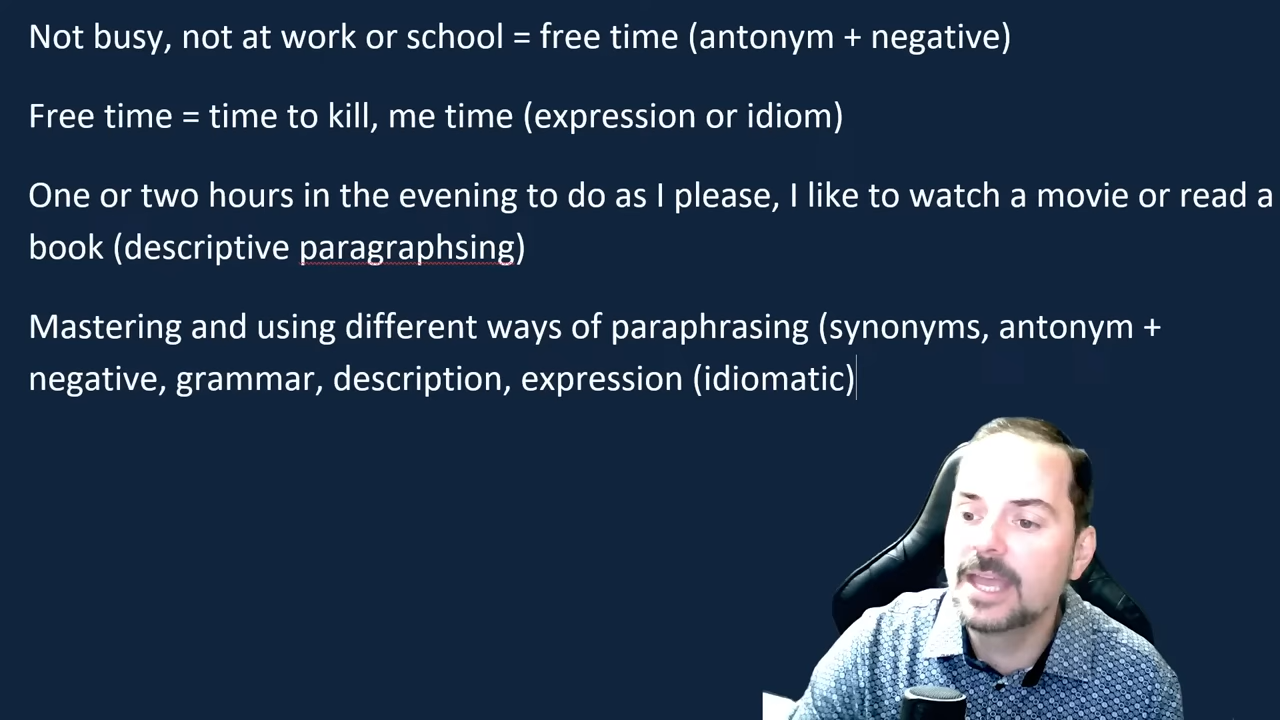 Not busy, not at work or school = free time (antonym + negative)
Free time = time to kill, me time (expression or idiom)
One or two hours in the evening to do as I please, I like to watch a movie or read a
book (descriptive paragraphsing)
Mastering and using different ways of paraphrasing (synonyms, antonym +
negative, grammar, description, expression (idiomatic)